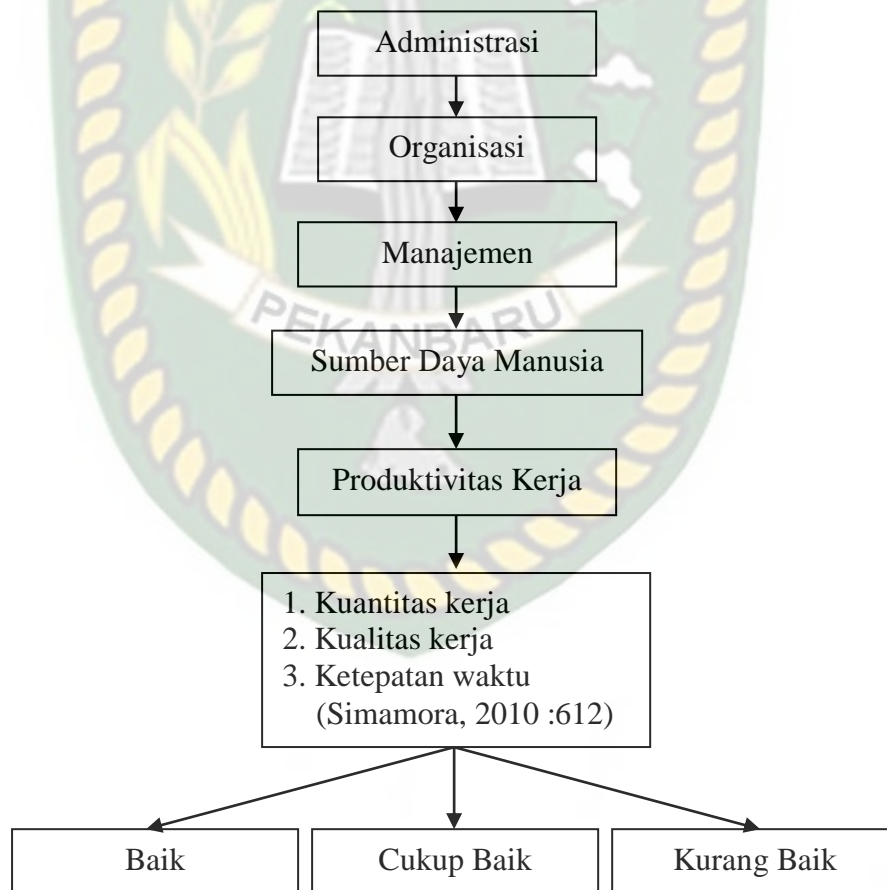 Administrasi
Organisasi
Manajemen
PEKANBARU
Sumber Daya Manusia
Produktivitas Kerja
1. Kuantitas kerja
2. Kualitas kerja
3. Ketepatan waktu
(Simamora, 2010 :612)
Baik
Cukup Baik
Kurang Baik